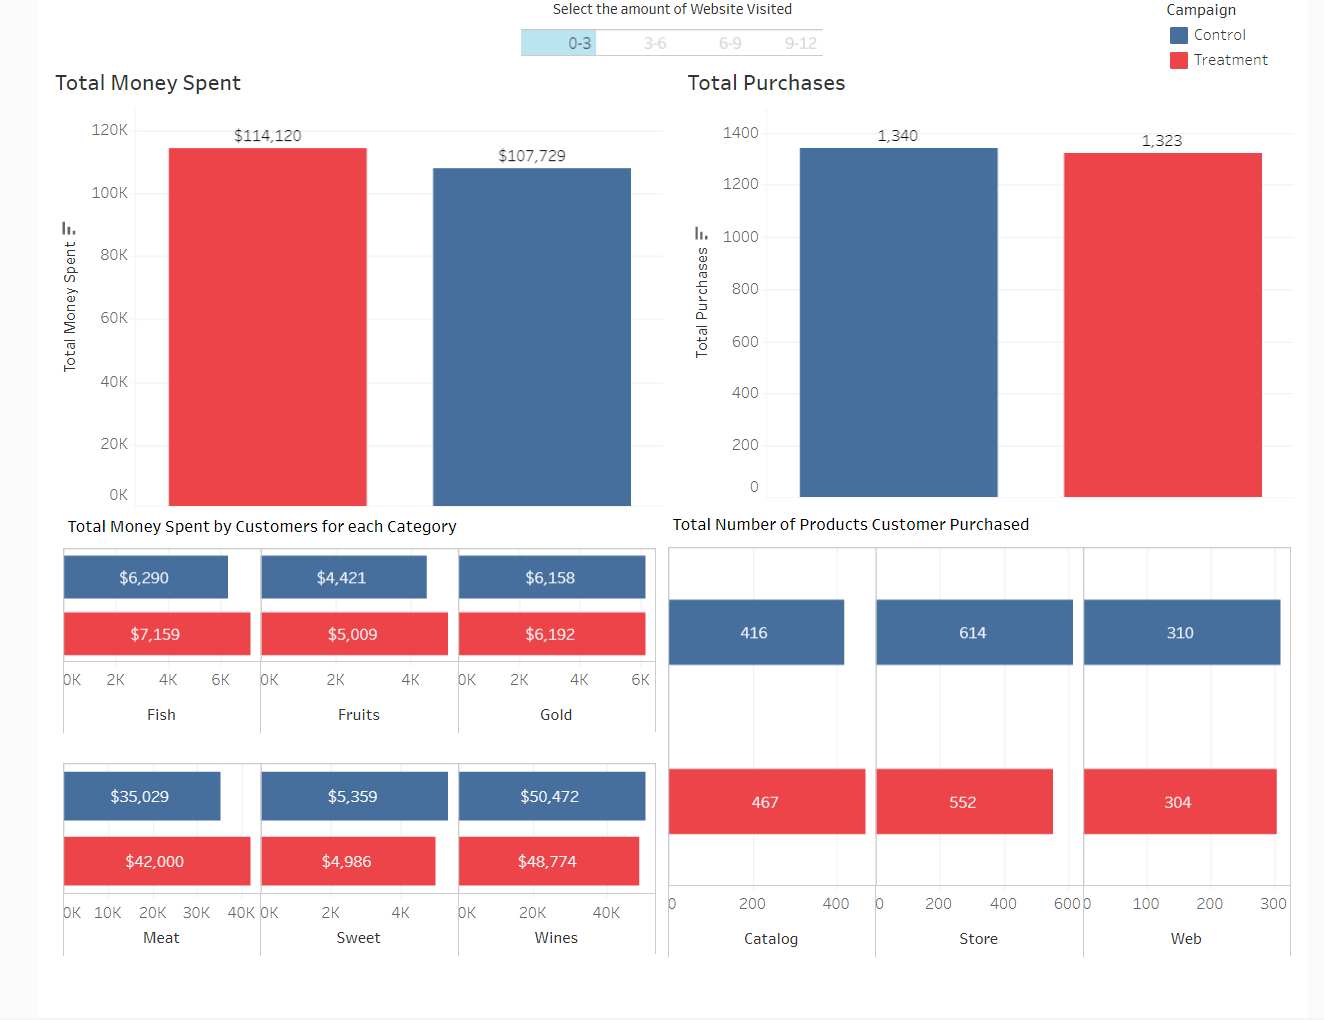 Select the amount of Website Visited
0-3 3-6 6-9 9-12
Campaign
Control
Treatment
Total Money Spent
120K
100K
80K
60K
40K
20K
0K
Total Money Spent
$114,120
$107,729
Total Purchases
1400
1200
1000
800
600
400
200
0
Total Purchases
1,340
1,323
Total Money Spent by Customers for each Category
$6,290 $4,421 $6,158
$7,159 $5,009 $6,192
0K 2K 4K 6K 0K 2K 4K 0K 2K 4K 6K
Fish Fruits Gold
$35,029 $5,359 $50,472
$42,000 $4,986 $48,774
0K 10K 20K 30K 40K 0K 2K 4K 0K 20K 40K
Meat Sweet Wines
Total Number of Products Customer Purchased
416 614 310
467 552 304
0 200 400 0 200 400 600 0 100 200 300
Catalog Store Web